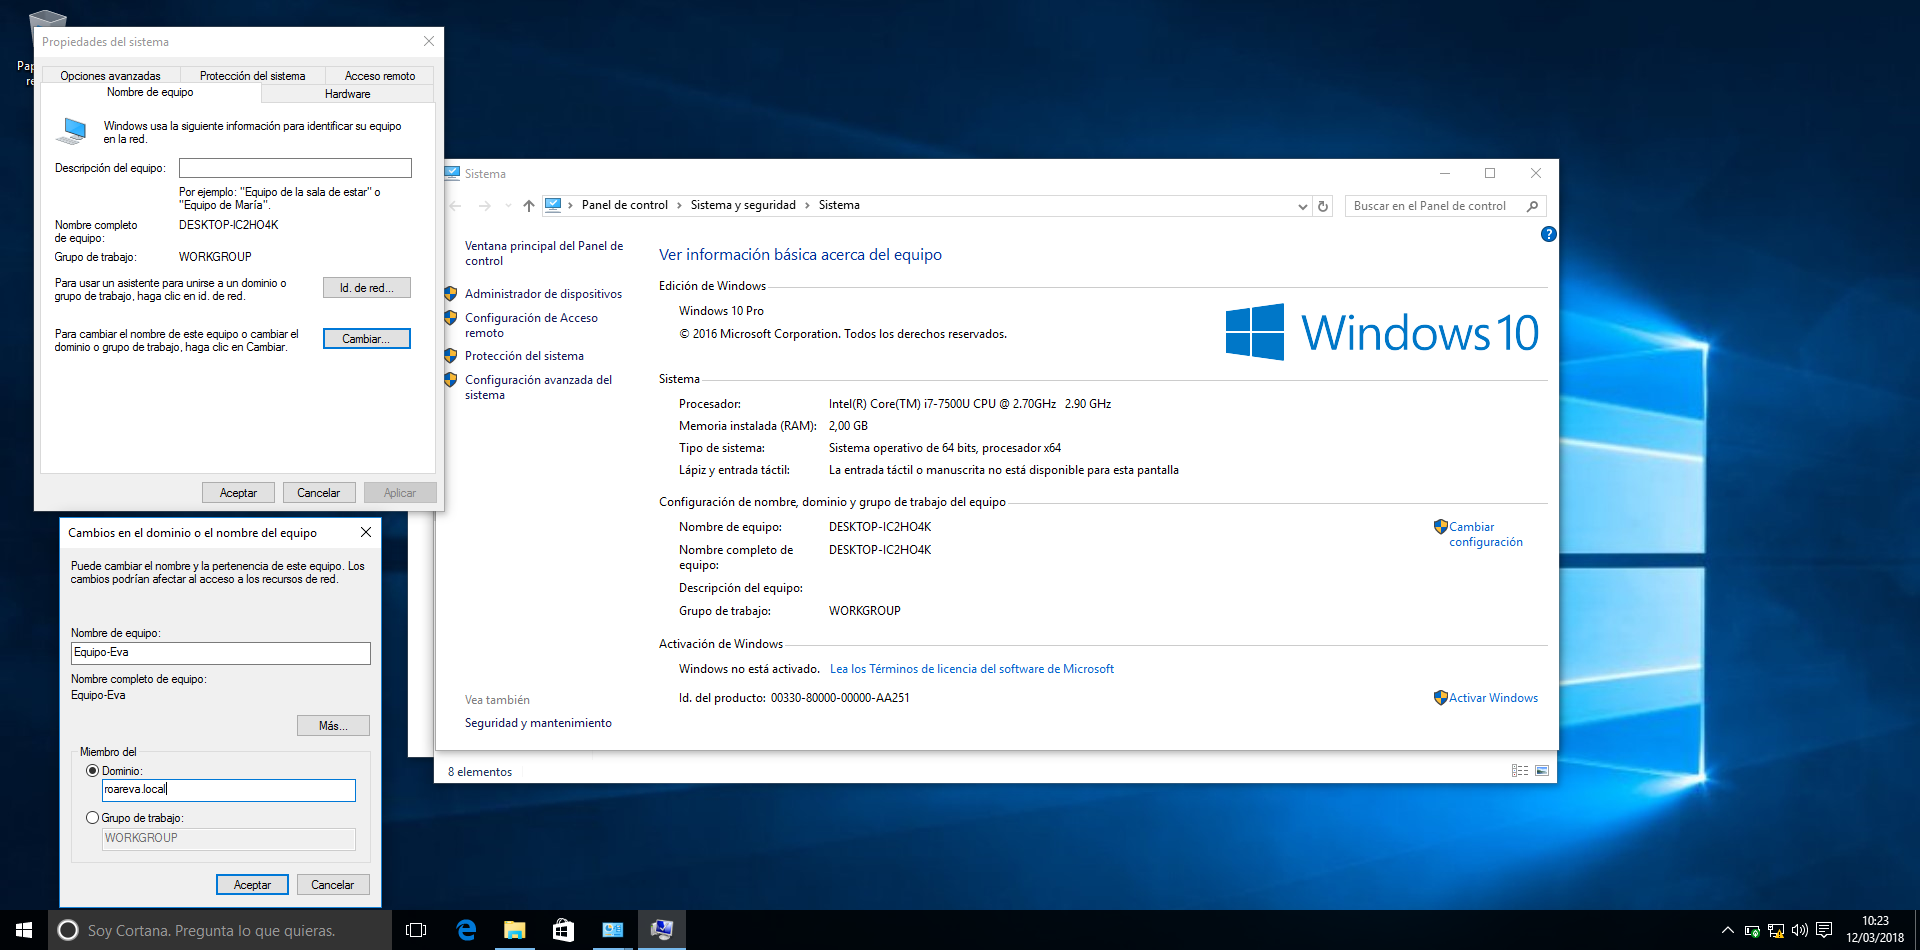 Propiedades del sistema
Opciones avanzadas
Protección del sistema
Acceso remoto
Nombre de equipo
Hardware
Windows usa la siguiente información para identificar su equipo
en la red.
Descripción del equipo:
Por ejemplo: "Equipo de la sala de estar" o
"Equipo de María".
Nombre completo
de equipo:
DESKTOP-IC2HO4K
Grupo de trabajo:
WORKGROUP
Para usar un asistente para unirse a un dominio o
grupo de trabajo, haga clic en id. de red.
Id. de red...
Para cambiar el nombre de este equipo o cambiar el
dominio o grupo de trabajo, haga clic en Cambiar.
Cambiar...
Aceptar
Cancelar
Aplicar
Cambios en el dominio o el nombre del equipo
Puede cambiar el nombre y la pertenencia de este equipo. Los
cambios podrían afectar al acceso a los recursos de red.
Nombre de equipo:
Equipo-Eva
Nombre completo de equipo:
Equipo-Eva
Más...
Miembro del
Dominio:
roareva.local
Grupo de trabajo:
WORKGROUP
Aceptar
Cancelar
Sistema
Panel de control
Sistema y seguridad
Sistema
Buscar en el Panel de control
Ventana principal del Panel de
control
Administrador de dispositivos
Configuración de Acceso
remoto
Protección del sistema
Configuración avanzada del
sistema
Vea también
Seguridad y mantenimiento
Ver información básica acerca del equipo
Edición de Windows
Windows 10 Pro
© 2016 Microsoft Corporation. Todos los derechos reservados.
Windows 10
Sistema
Procesador:
Intel(R) Core(TM) i7-7500U CPU @ 2.70GHz 2.90 GHz
Memoria instalada (RAM):
2,00 GB
Tipo de sistema:
Sistema operativo de 64 bits, procesador x64
Lápiz y entrada táctil:
La entrada táctil o manuscrita no está disponible para esta pantalla
Configuración de nombre, dominio y grupo de trabajo del equipo
Nombre de equipo:
DESKTOP-IC2HO4K
Cambiar
configuración
Nombre completo de
equipo:
DESKTOP-IC2HO4K
Descripción del equipo:
Grupo de trabajo:
WORKGROUP
Activación de Windows
Windows no está activado. Lea los Términos de licencia del software de Microsoft
Id. del producto: 00330-80000-00000-AA251
Activar Windows
8 elementos
Soy Cortana. Pregunta lo que quieras.
10:23
12/03/2018